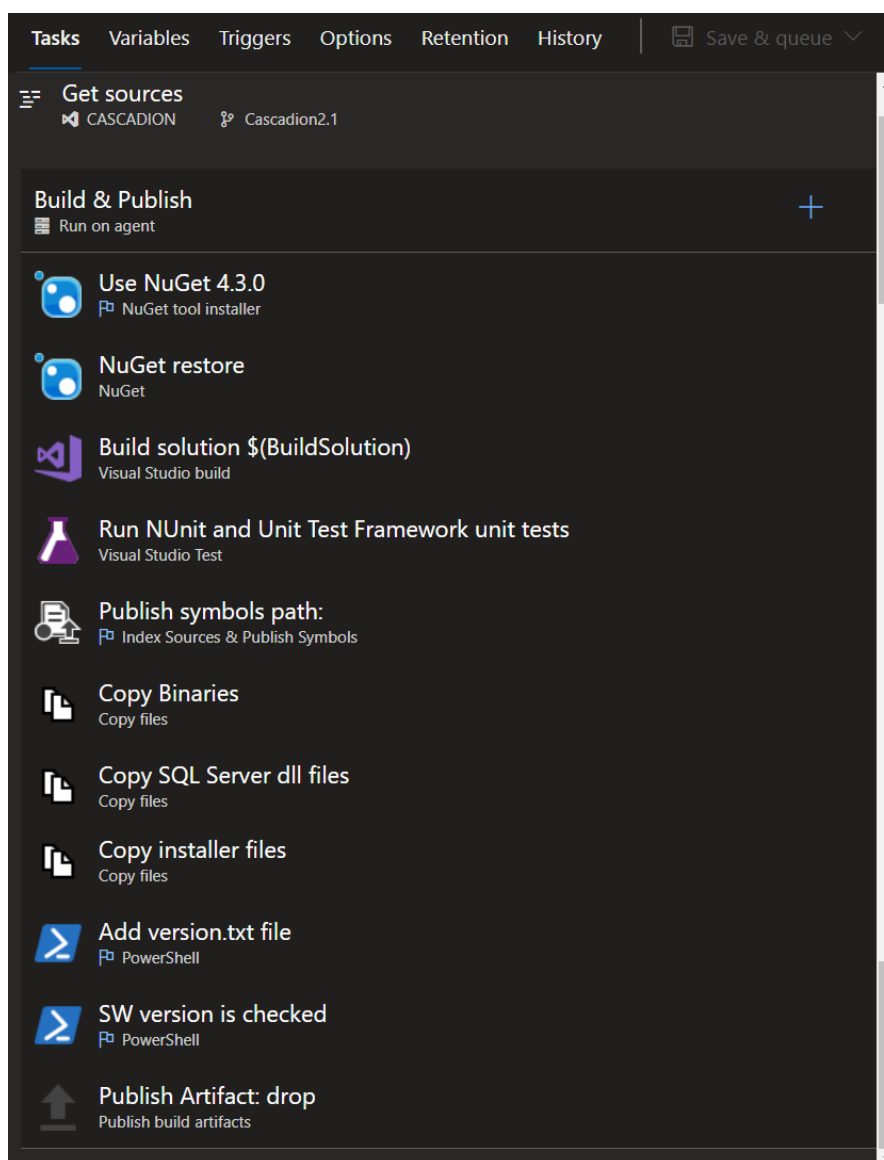 Tasks Variables Triggers Options Retention History Save & queue
Get sources
CASCADION Cascadion2.1
Build & Publish
Run on agent
Use NuGet 4.3.0
NuGet tool installer
NuGet restore
NuGet
Build solution $(BuildSolution)
Visual Studio build
Run NUnit and Unit Test Framework unit tests
Visual Studio Test
Publish symbols path:
Index Sources & Publish Symbols
Copy Binaries
Copy files
Copy SQL Server dll files
Copy files
Copy installer files
Copy files
Add version.txt file
PowerShell
SW version is checked
PowerShell
Publish Artifact: drop
Publish build artifacts